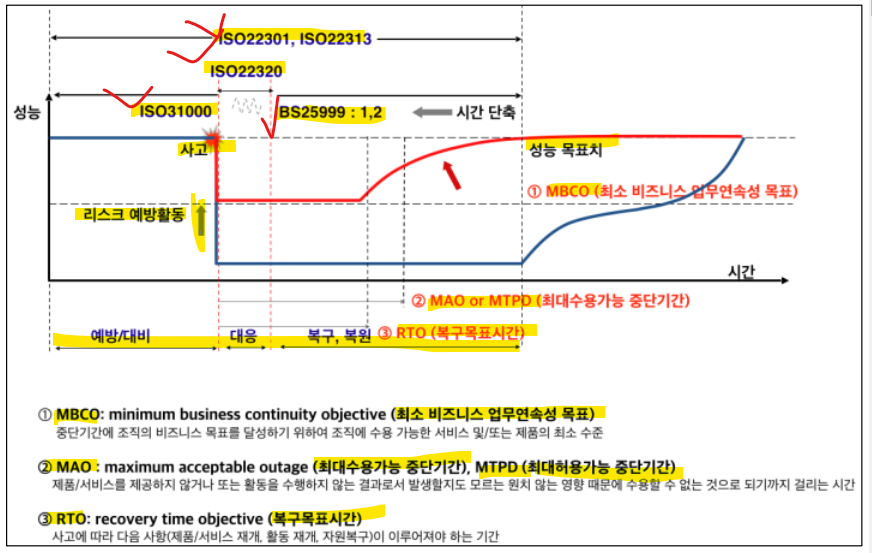 ISO22301, ISO22313
ISO22320
ISO31000
BS25999 : 1,2
시간 단축
성능
사고
성능 목표치
① MBCO (최소 비즈니스 업무연속성 목표)
리스크 예방활동
시간
② MAO or MTPD (최대수용가능 중단기간)
예방/대비
대응
복구, 복원
③ RTO (복구목표시간)
① MBCO: minimum business continuity objective (최소 비즈니스 업무연속성 목표)
중단기간에 조직의 비즈니스 목표를 달성하기 위하여 조직에 수용 가능한 서비스 및/또는 제품의 최소 수준
② MAO : maximum acceptable outage (최대수용가능 중단기간), MTPD (최대허용가능 중단기간)
제품/서비스를 제공하지 않거나 또는 활동을 수행하지 않는 결과로서 발생할지도 모르는 원치 않는 영향 때문에 수용할 수 없는 것으로 되기까지 걸리는 시간
③ RTO: recovery time objective (복구목표시간)
사고에 따라 다음 사항(제품/서비스 재개, 활동 재개, 자원복구)이 이루어져야 하는 기간